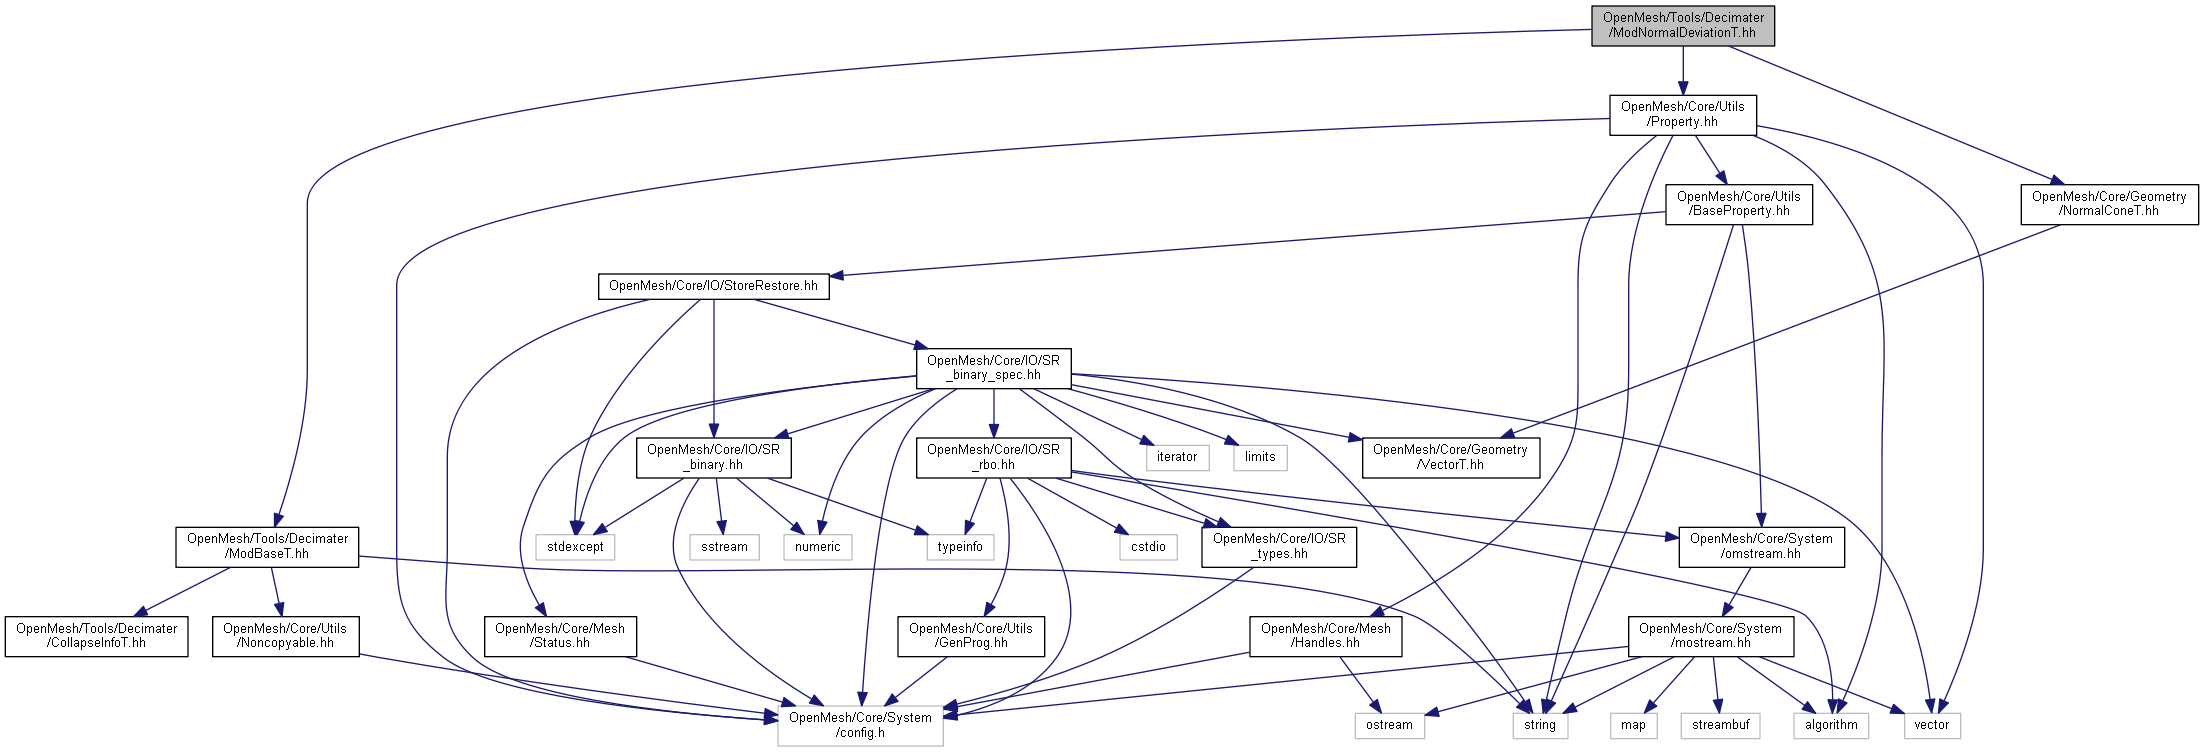 OpenMesh/Tools/Decimater
/ModNormalDeviationT.hh
OpenMesh/Core/Utils
/Property.hh
OpenMesh/Core/Utils
/BaseProperty.hh
OpenMesh/Core/Geometry
/NormalConeT.hh
OpenMesh/Core/IO/StoreRestore.hh
OpenMesh/Core/IO/SR
_binary_spec.hh
OpenMesh/Core/IO/SR
_binary.hh
OpenMesh/Core/IO/SR
_rbo.hh
iterator
limits
OpenMesh/Core/Geometry
/VectorT.hh
OpenMesh/Tools/Decimater
/ModBaseT.hh
stdexcept
sstream
numeric
typeinfo
cstdio
OpenMesh/Core/IO/SR
_types.hh
OpenMesh/Core/System
/omstream.hh
OpenMesh/Tools/Decimater
/CollapseInfoT.hh
OpenMesh/Core/Utils
/Noncopyable.hh
OpenMesh/Core/Mesh
/Status.hh
OpenMesh/Core/Utils
/GenProg.hh
OpenMesh/Core/Mesh
/Handles.hh
OpenMesh/Core/System
/mostream.hh
OpenMesh/Core/System
/config.h
ostream
string
map
streambuf
algorithm
vector